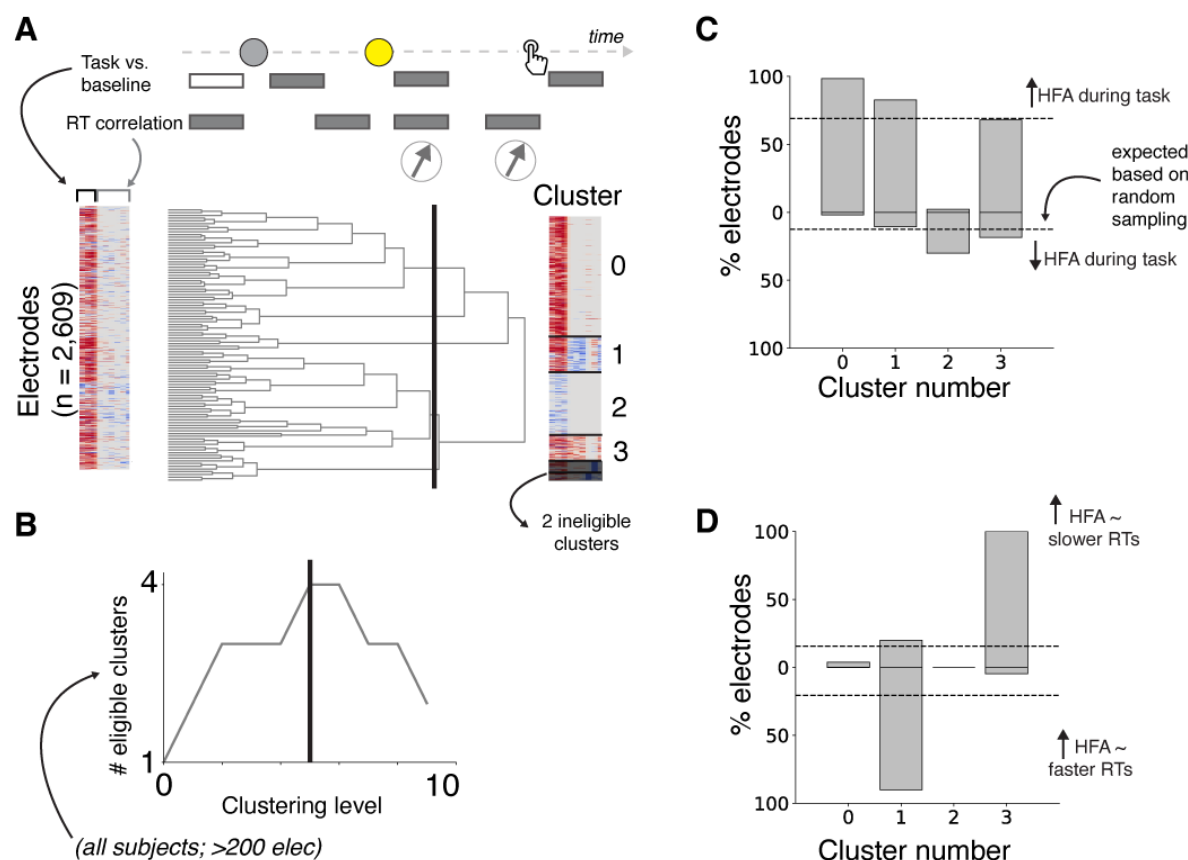 A
time
Task vs.
baseline
RT correlation
Cluster
Electrodes
(n = 2,609)
0
1
2
3
2 ineligible
clusters
B
4
1
# eligible clusters
0
10
Clustering level
(all subjects; >200 elec)
C
100
50
0
50
100
% electrodes
HFA during task
expected
based on
random
sampling
HFA during task
0 1 2 3
Cluster number
D
100
50
0
50
100
% electrodes
HFA ~
slower RTs
HFA ~
faster RTs
0 1 2 3
Cluster number